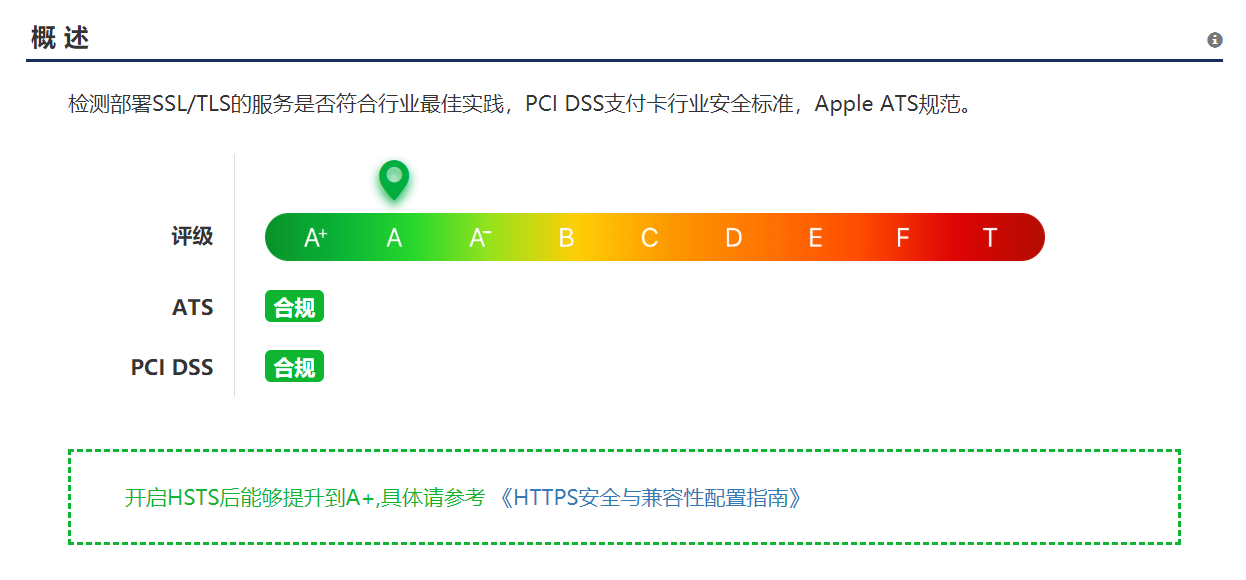 概 述
检测部署SSL/TLS的服务是否符合行业最佳实践，PCI DSS支付卡行业安全标准，Apple ATS规范。
评级 A+ A A- B C D E F T
ATS 合规
PCI DSS 合规
开启HSTS后能够提升到A+,具体请参考 《HTTPS安全与兼容性配置指南》